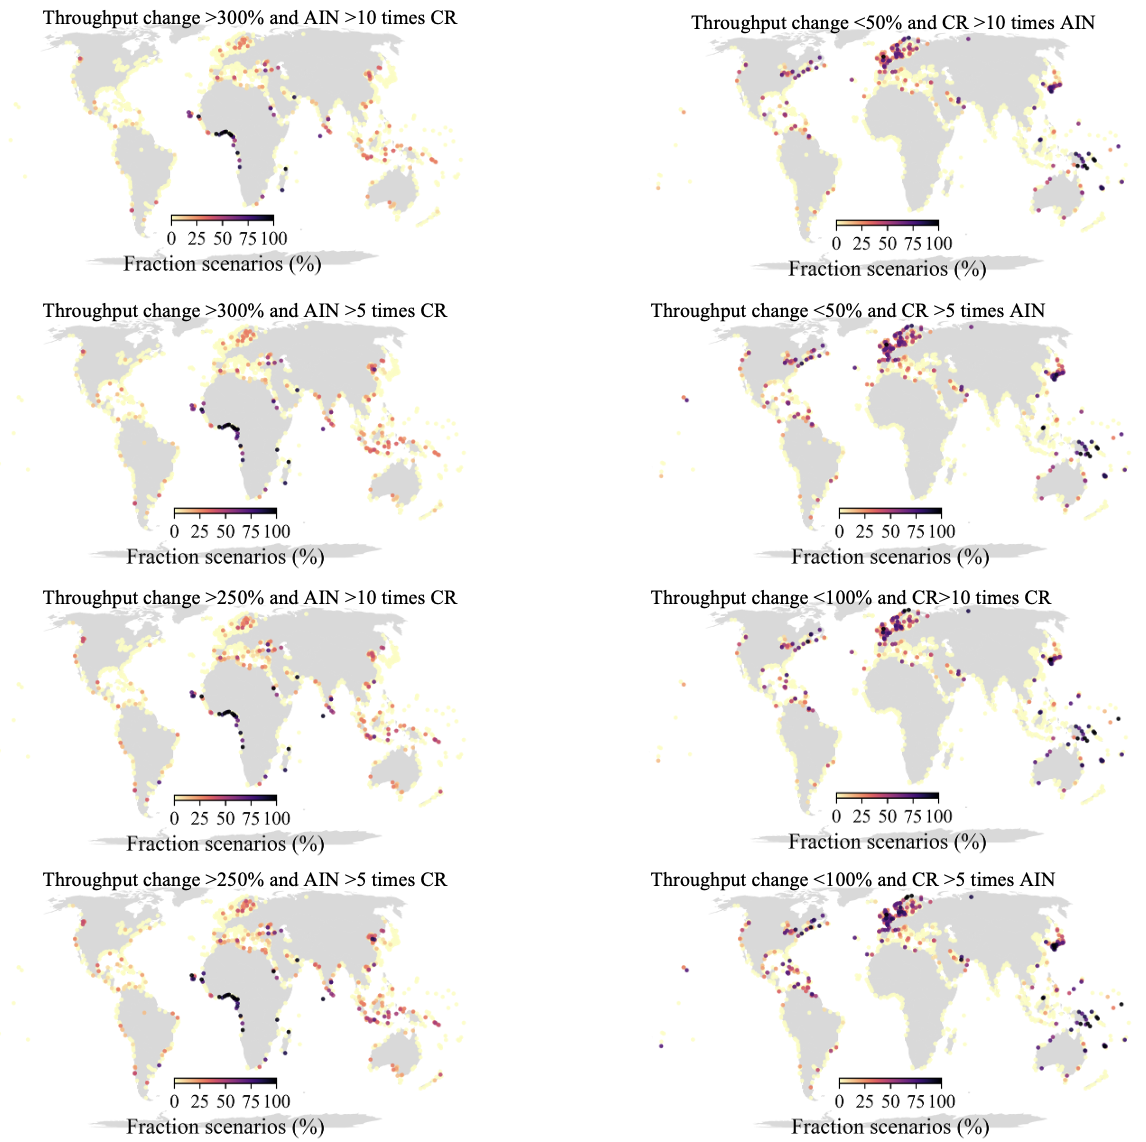 Throughput change >300% and AIN >10 times CR
0 25 50 75 100
Fraction scenarios (%)
Throughput change <50% and CR >10 times AIN
0 25 50 75 100
Fraction scenarios (%)
Throughput change >300% and AIN >5 times CR
0 25 50 75 100
Fraction scenarios (%)
Throughput change <50% and CR >5 times AIN
0 25 50 75 100
Fraction scenarios (%)
Throughput change >250% and AIN >10 times CR
0 25 50 75 100
Fraction scenarios (%)
Throughput change <100% and CR>10 times CR
0 25 50 75 100
Fraction scenarios (%)
Throughput change >250% and AIN >5 times CR
0 25 50 75 100
Fraction scenarios (%)
Throughput change <100% and CR >5 times AIN
0 25 50 75 100
Fraction scenarios (%)